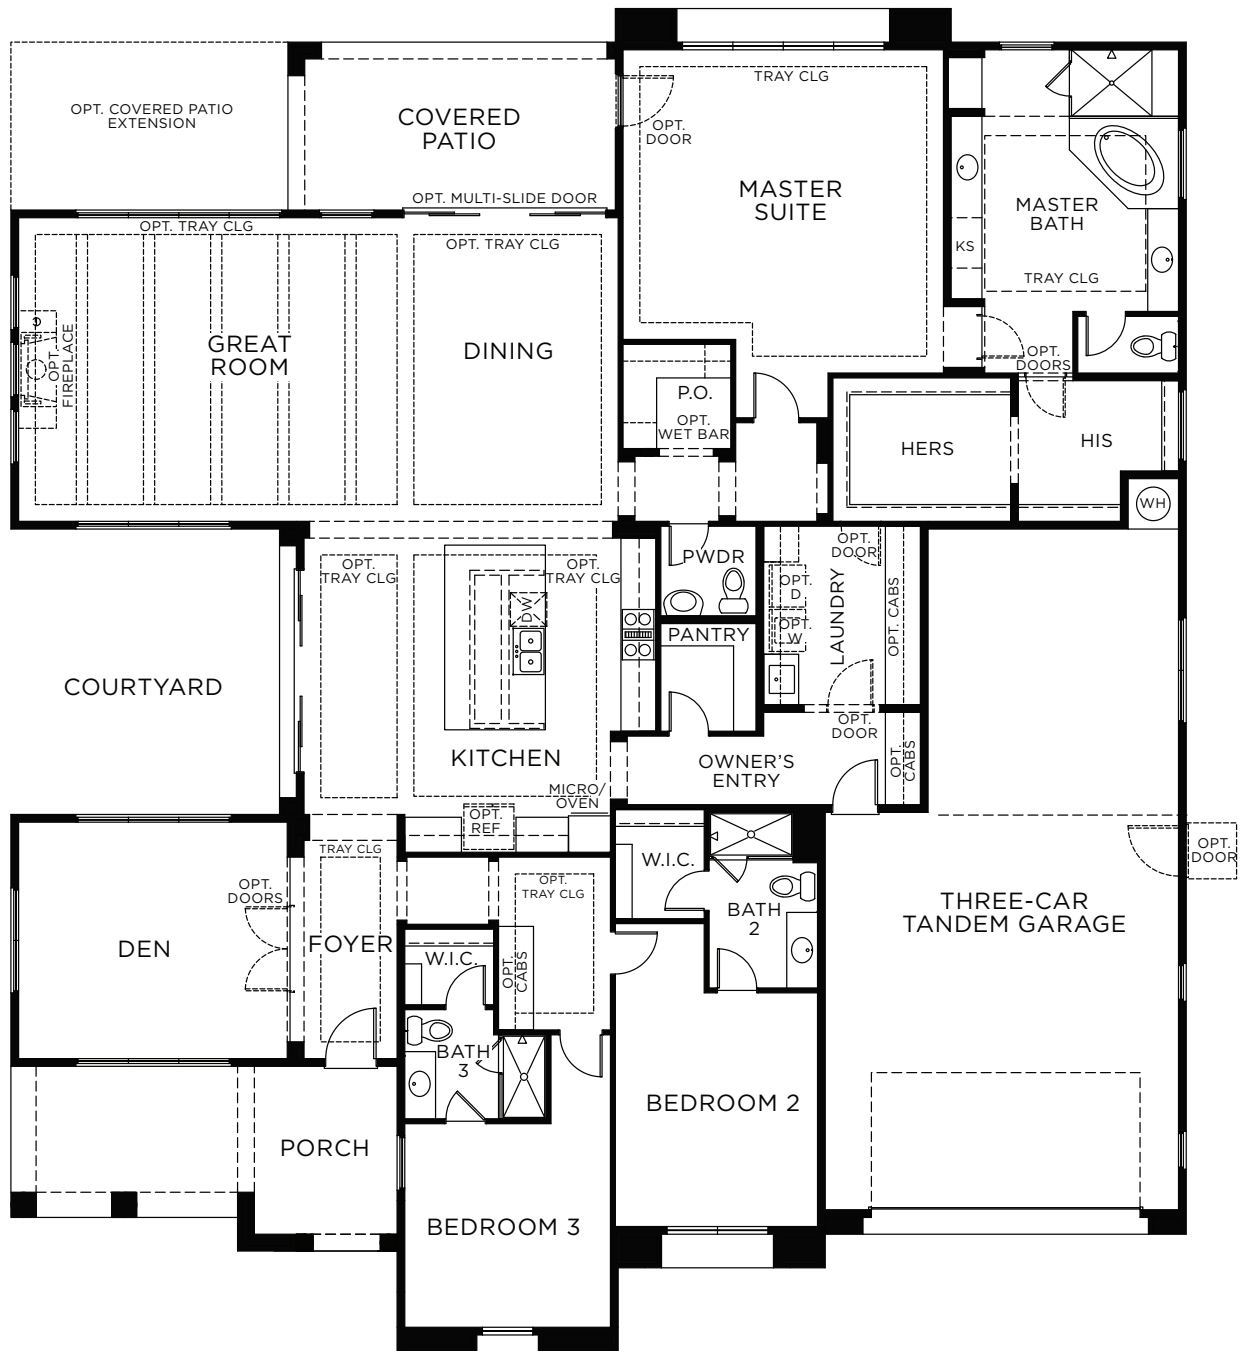 TRAY CLG
OPT. COVERED PATIO
EXTENSION
COVERED
PATIO
OPT.
DOOR
MASTER
SUITE
MASTER
BATH
KS
TRAY CLG
OPT. MULTI-SLIDE DOOR
OPT. TRAY CLG
OPT. TRAY CLG
GREAT
ROOM
DINING
OPT.
FIREPLACE
OPT.
DOORS
P.O.
OPT.
WET BAR
HERS
HIS
WH
OPT.
TRAY CLG
OPT.
TRAY CLG
DW
PWDR
OPT.
DOOR
OPT.
D
OPT.
W
LAUNDRY
OPT. CABS
PANTRY
COURTYARD
KITCHEN
OPT.
DOOR
OWNER'S
ENTRY
OPT.
CABS
MICRO/
OVEN
OPT.
REF
TRAY CLG
W.I.C.
OPT.
DOOR
OPT.
DOORS
OPT.
TRAY CLG
BATH
2
THREE-CAR
TANDEM GARAGE
DEN
FOYER
W.I.C.
OPT.
CABS
BATH
3
BEDROOM 2
PORCH
BEDROOM 3